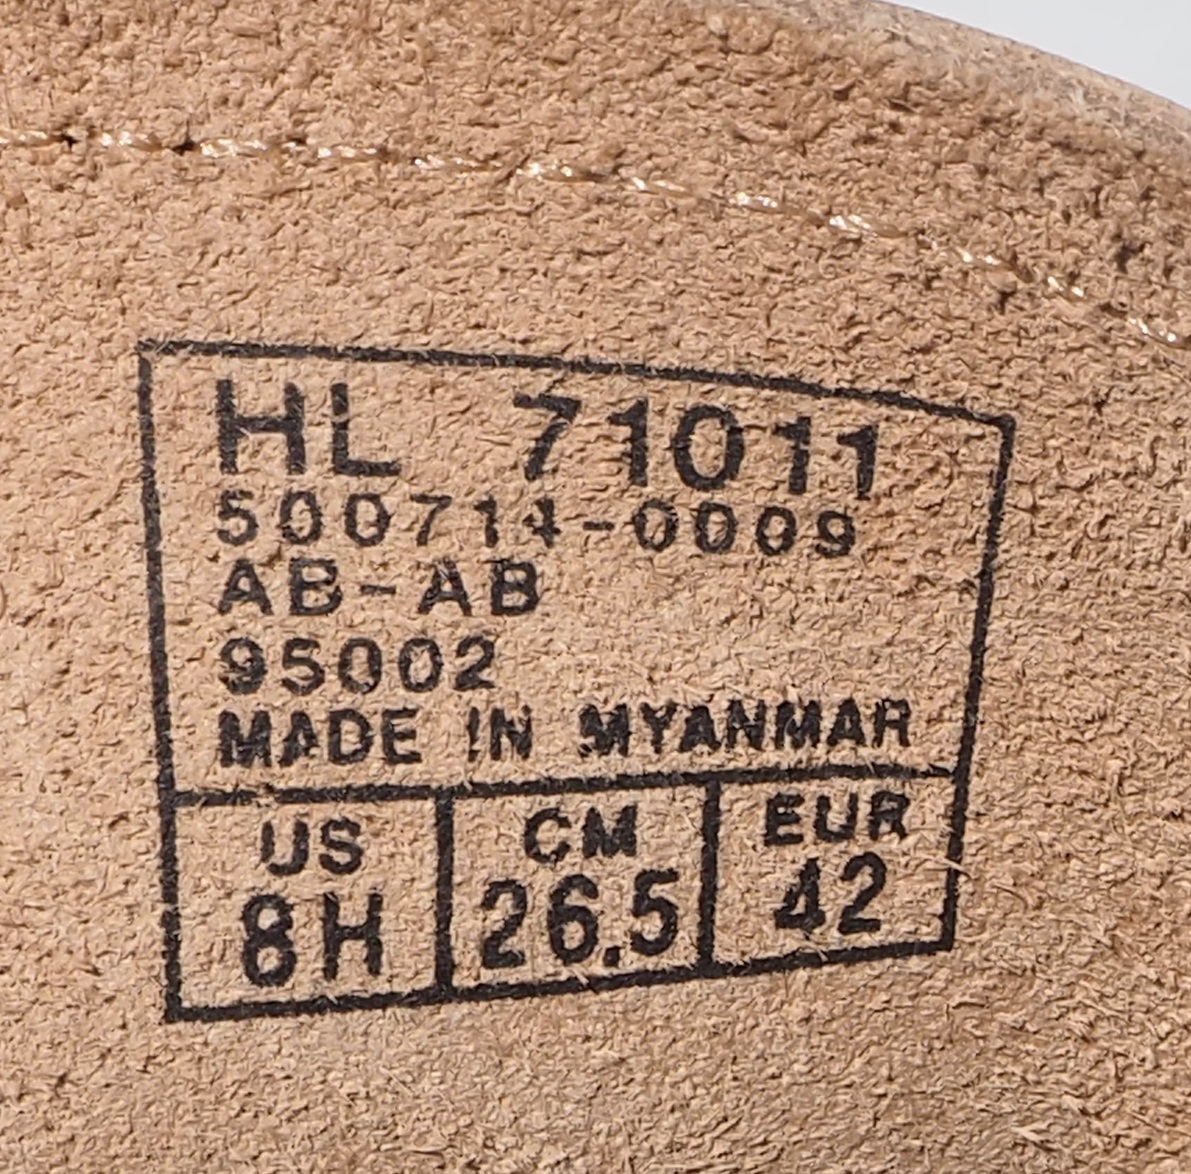 HL 71011
500714-0009
AB-AB
95002
MADE IN MYANMAR
US CM EUR
8H 26.5 42